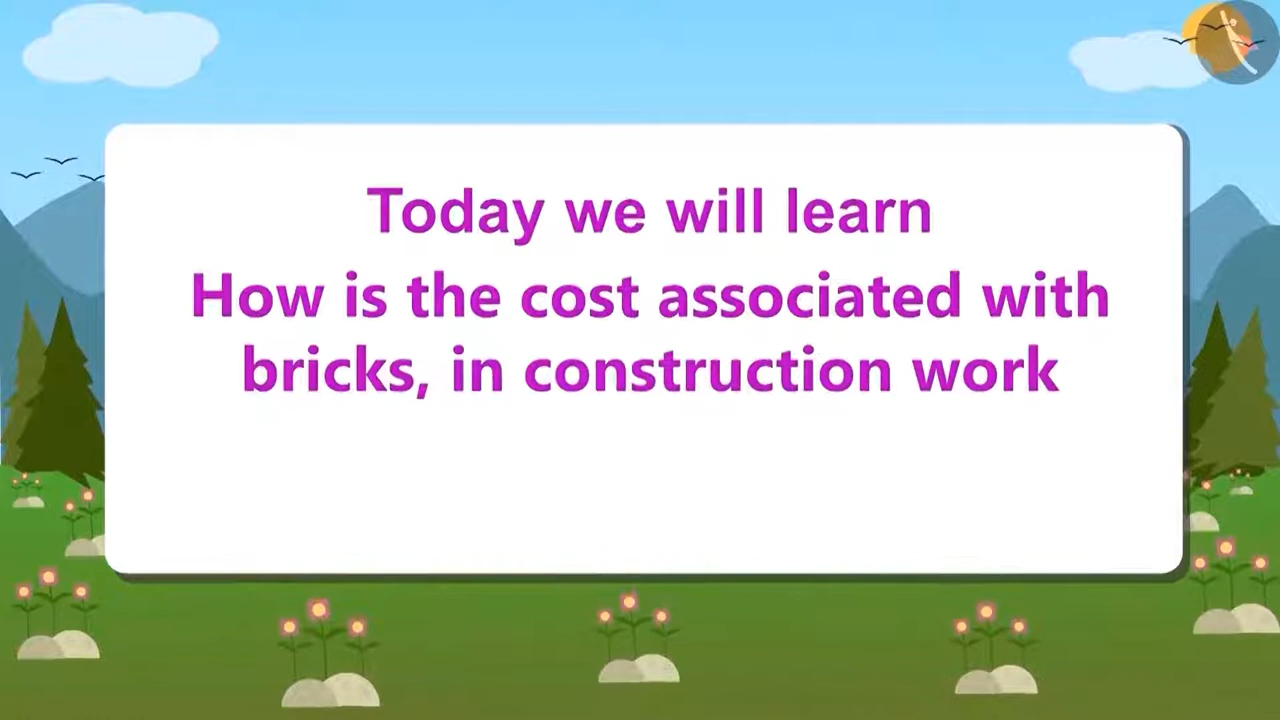 Today we will learn
How is the cost associated with
bricks, in construction work